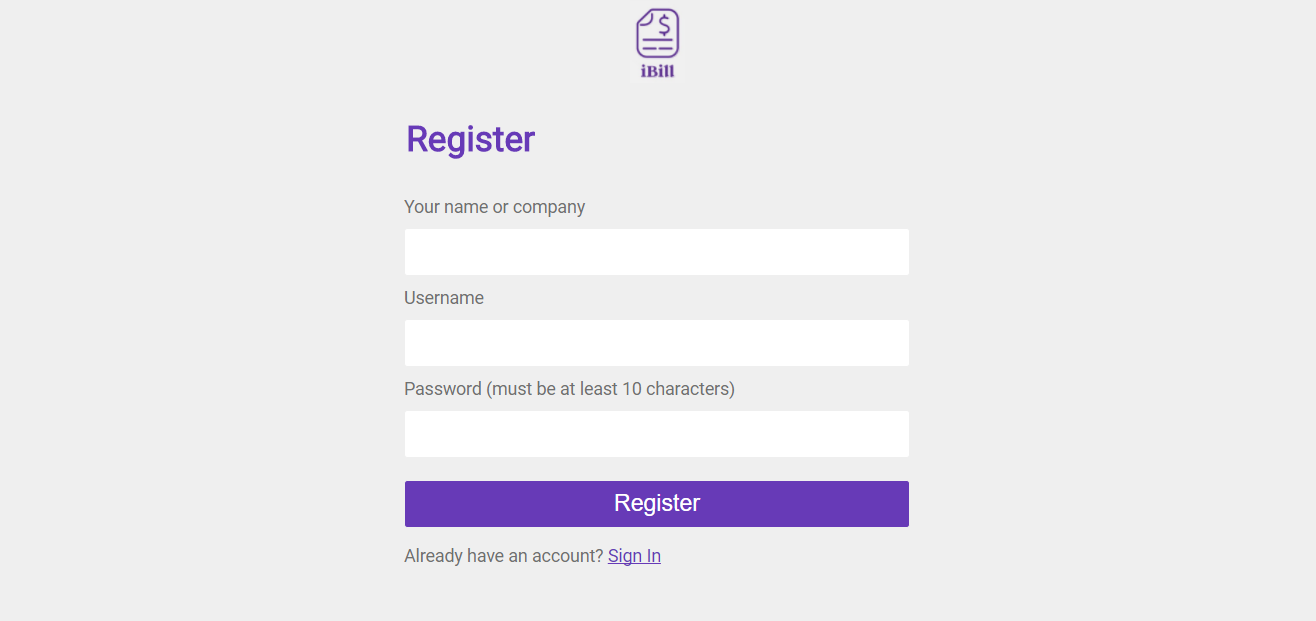 $
iBill
Register
Your name or company
Username
Password (must be at least 10 characters)
Register
Already have an account? Sign In